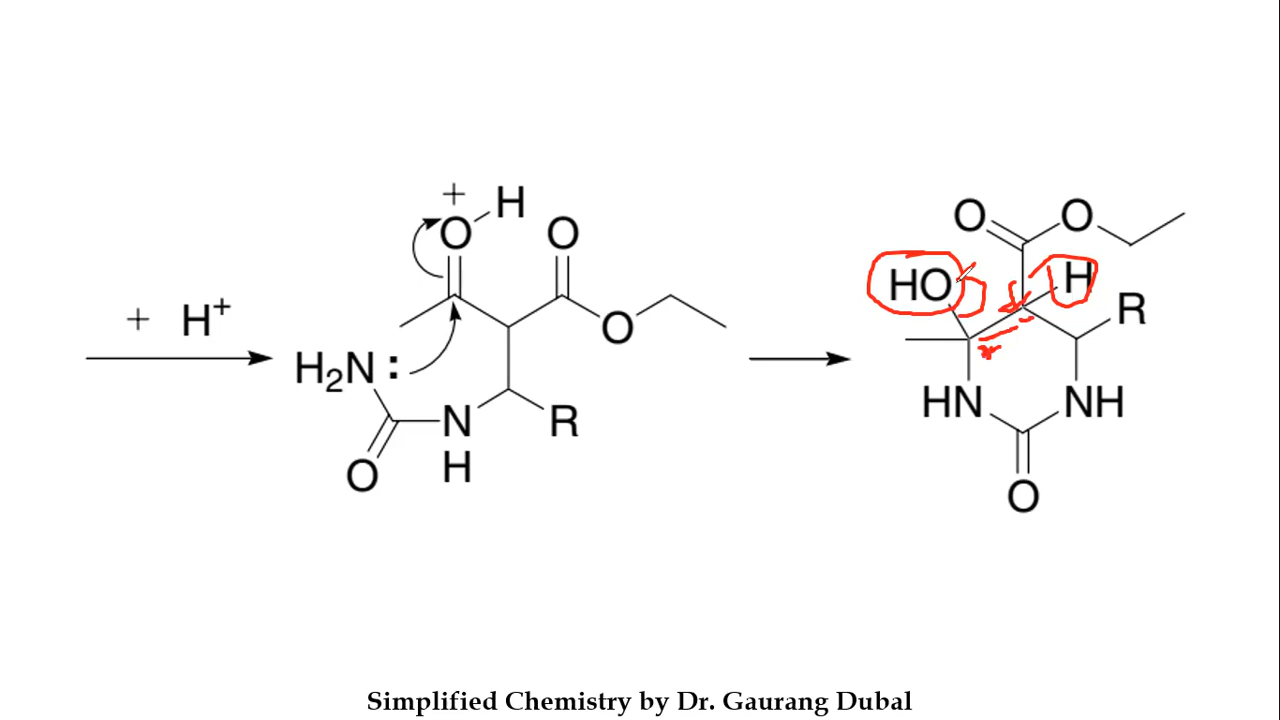 + H
O
O
O
O
+ H⁺
HO
H
R
H₂N :
O
HN
NH
N
R
H
O
O
Simplified Chemistry by Dr. Gaurang Dubal